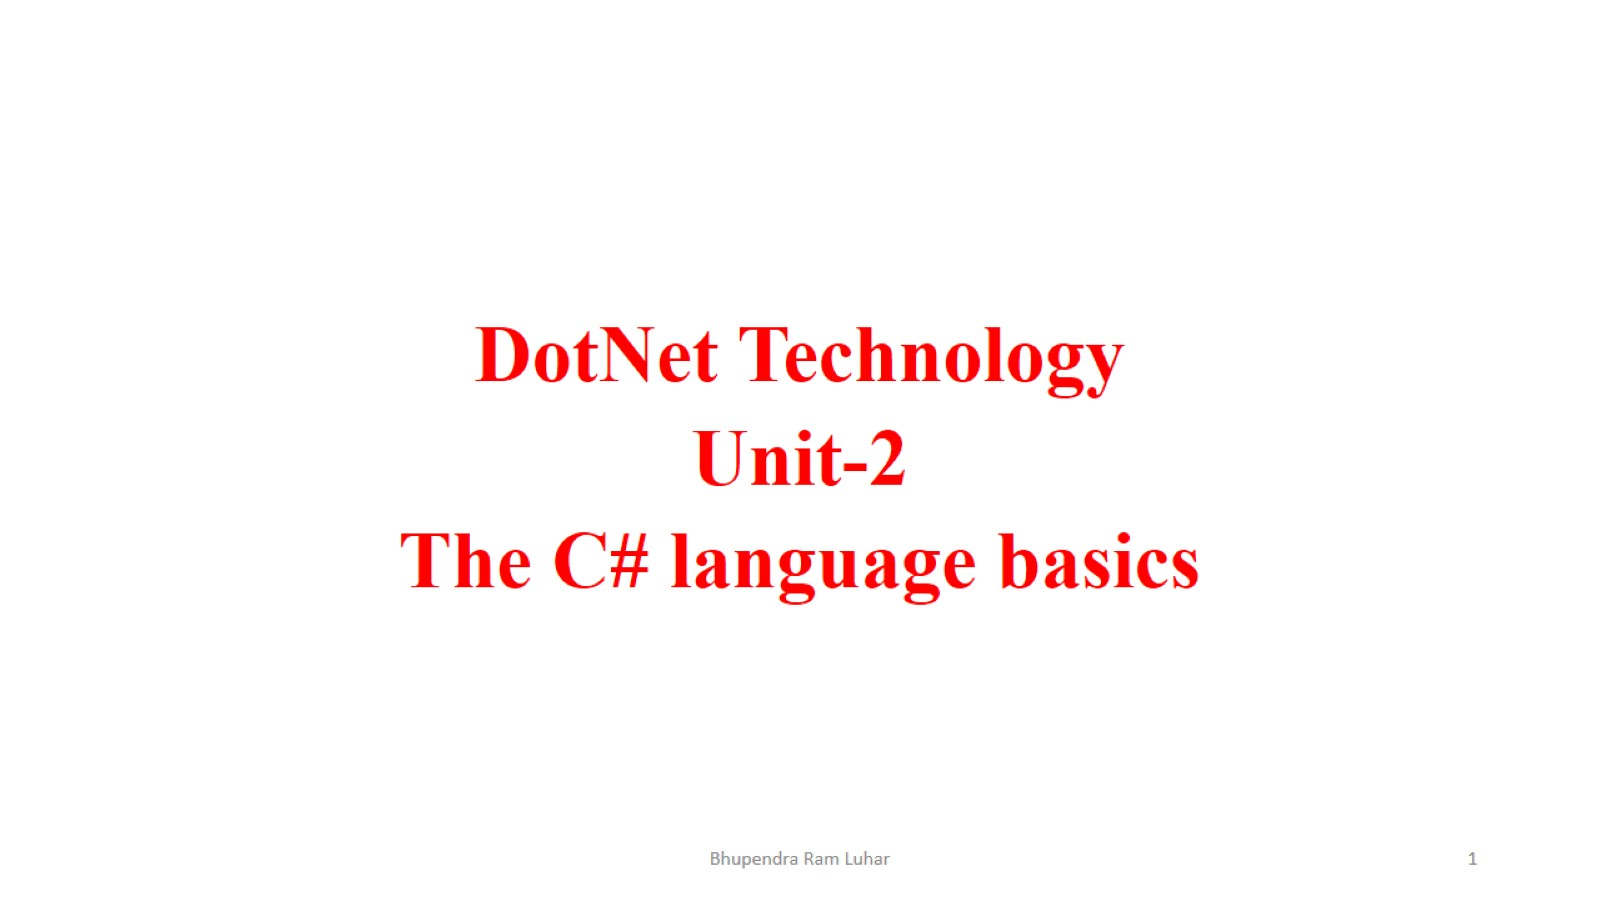 DotNet Technology
Unit-2
The C# language basics
Bhupendra Ram Luhar
1